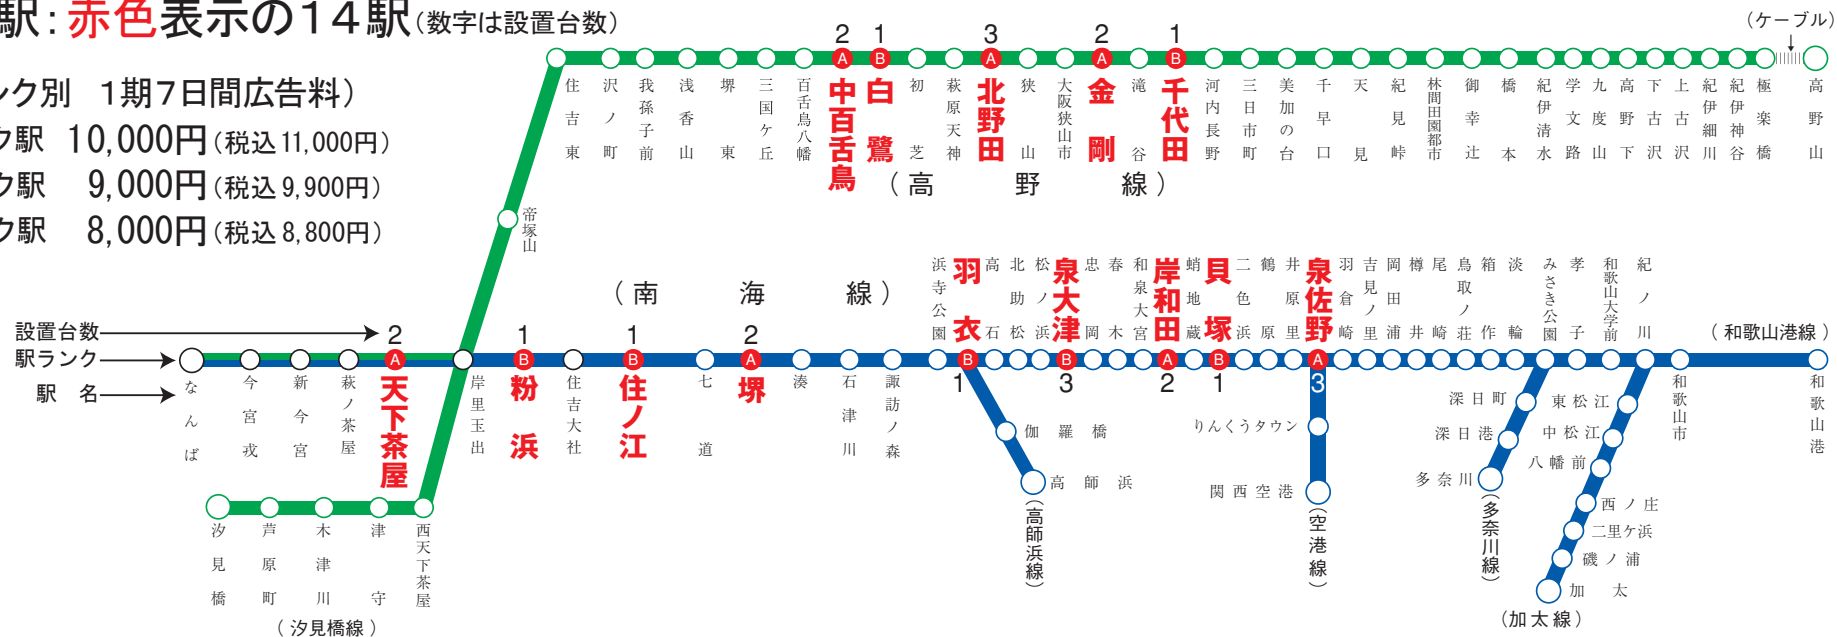 駅：赤色表示の14駅(数字は設置台数)
ンク別 1期7日間広告料)
ク駅 10,000円(税込11,000円)
ク駅 9,000円(税込9,900円)
ク駅 8,000円(税込8,800円)
(ケーブル)
2 1 3 2 1
A B A A B
住吉東 沢ノ町 我孫子前 浅香山 堺東 三国ケ丘 百舌鳥八幡 中百舌鳥 白鷺 初芝 萩原天神 北野田 狭山 大阪狭山市 金剛 滝谷 千代田 河内長野 三日市町 美加の台 千早口 天見 紀見峠 林間田園都市 御幸辻 橋本 紀伊清水 学文路 九度山 高野下 下古沢 上古沢 紀伊細川 紀伊神谷 極楽橋 高野山
(高野線)
帝塚山
(南海線)
浜寺公園 羽衣 高石 北助松 松ノ浜 泉大津 忠岡 春木 和泉大宮 岸和田 蛸地蔵 貝塚 二色浜 鶴原 井原里 泉佐野 羽倉崎 吉見ノ里 岡田浦 樽井 尾崎 鳥取ノ荘 箱作 淡輪 みさき公園 孝子 和歌山大学前 紀ノ川
(和歌山港線)
設置台数
2 1 1 2
駅ランク
A B B A B B A B A
1 3 2 1 3
駅名
なんば 今宮戎 新今宮 萩ノ茶屋 天下茶屋 岸里玉出 粉浜 住吉大社 住ノ江 七道 堺 湊 石津川 諏訪ノ森
和歌山市 和歌山港
伽羅橋
高師浜
(高師浜線)
りんくうタウン
関西空港
(空港線)
深日町
深日港
多奈川
(多奈川線)
東松江
中松江
八幡前
西ノ庄
二里ケ浜
磯ノ浦
加太
(加太線)
汐見橋 芦原町 木津川 津守 西天下茶屋
(汐見橋線)